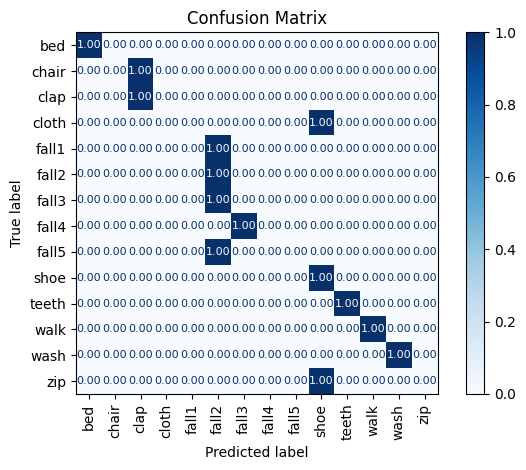 Confusion Matrix
True label
bed 1.00 0.00 0.00 0.00 0.00 0.00 0.00 0.00 0.00 0.00 0.00 0.00 0.00 0.00
chair 0.00 0.00 1.00 0.00 0.00 0.00 0.00 0.00 0.00 0.00 0.00 0.00 0.00 0.00
clap 0.00 0.00 1.00 0.00 0.00 0.00 0.00 0.00 0.00 0.00 0.00 0.00 0.00 0.00
cloth 0.00 0.00 0.00 0.00 0.00 0.00 0.00 0.00 0.00 1.00 0.00 0.00 0.00 0.00
fall1 0.00 0.00 0.00 0.00 0.00 1.00 0.00 0.00 0.00 0.00 0.00 0.00 0.00 0.00
fall2 0.00 0.00 0.00 0.00 0.00 1.00 0.00 0.00 0.00 0.00 0.00 0.00 0.00 0.00
fall3 0.00 0.00 0.00 0.00 0.00 1.00 0.00 0.00 0.00 0.00 0.00 0.00 0.00 0.00
fall4 0.00 0.00 0.00 0.00 0.00 0.00 1.00 0.00 0.00 0.00 0.00 0.00 0.00 0.00
fall5 0.00 0.00 0.00 0.00 0.00 1.00 0.00 0.00 0.00 0.00 0.00 0.00 0.00 0.00
shoe 0.00 0.00 0.00 0.00 0.00 0.00 0.00 0.00 0.00 1.00 0.00 0.00 0.00 0.00
teeth 0.00 0.00 0.00 0.00 0.00 0.00 0.00 0.00 0.00 0.00 1.00 0.00 0.00 0.00
walk 0.00 0.00 0.00 0.00 0.00 0.00 0.00 0.00 0.00 0.00 0.00 1.00 0.00 0.00
wash 0.00 0.00 0.00 0.00 0.00 0.00 0.00 0.00 0.00 0.00 0.00 0.00 1.00 0.00
zip 0.00 0.00 0.00 0.00 0.00 0.00 0.00 0.00 0.00 1.00 0.00 0.00 0.00 0.00
bed chair clap cloth fall1 fall2 fall3 fall4 fall5 shoe teeth walk wash zip
Predicted label
1.0
0.8
0.6
0.4
0.2
0.0